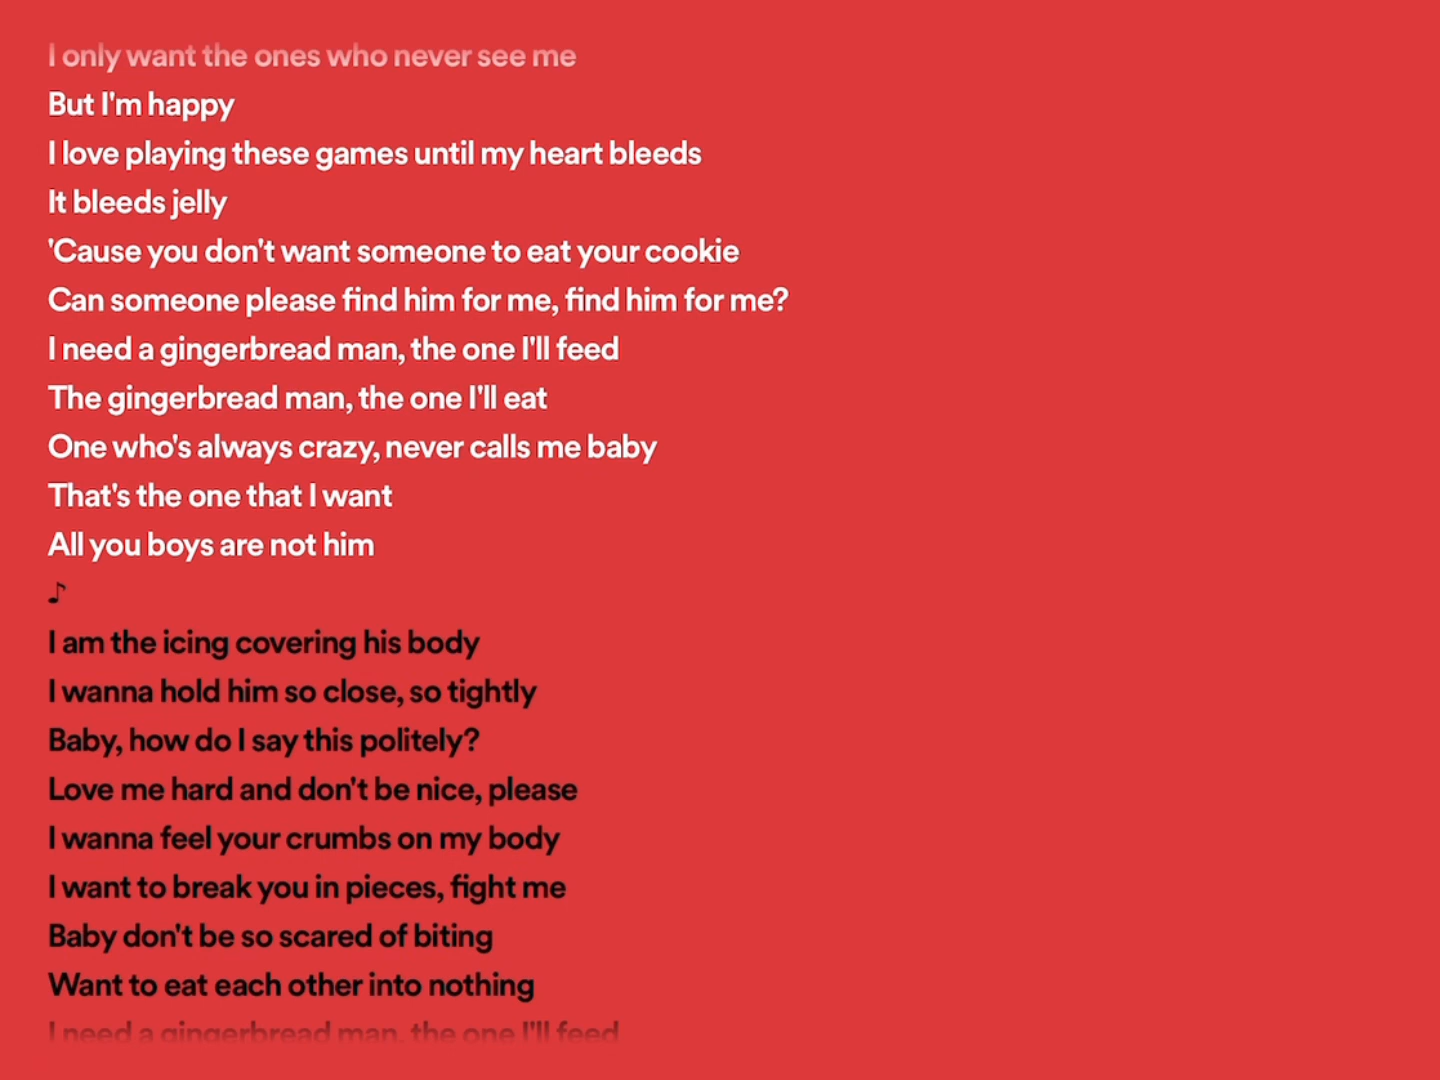 I only want the ones who never see me
But I'm happy
I love playing these games until my heart bleeds
It bleeds jelly
'Cause you don't want someone to eat your cookie
Can someone please find him for me, find him for me?
I need a gingerbread man, the one I'll feed
The gingerbread man, the one I'll eat
One who's always crazy, never calls me baby
That's the one that I want
All you boys are not him
♪
I am the icing covering his body
I wanna hold him so close, so tightly
Baby, how do I say this politely?
Love me hard and don't be nice, please
I wanna feel your crumbs on my body
I want to break you in pieces, fight me
Baby don't be so scared of biting
Want to eat each other into nothing
I need a gingerbread man, the one I'll feed